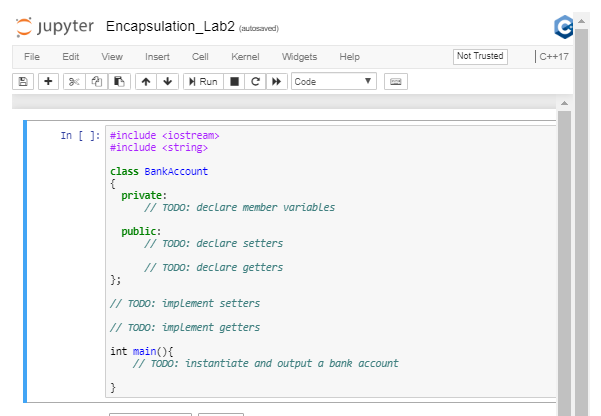 jupyter Encapsulation_Lab2 (autosaved)
File Edit View Insert Cell Kernel Widgets Help Not Trusted C++17
Run Code
In [ ]: #include <iostream>
#include <string>
class BankAccount
{
private:
// TODO: declare member variables
public:
// TODO: declare setters
// TODO: declare getters
};
// TODO: implement setters
// TODO: implement getters
int main(){
// TODO: instantiate and output a bank account
}